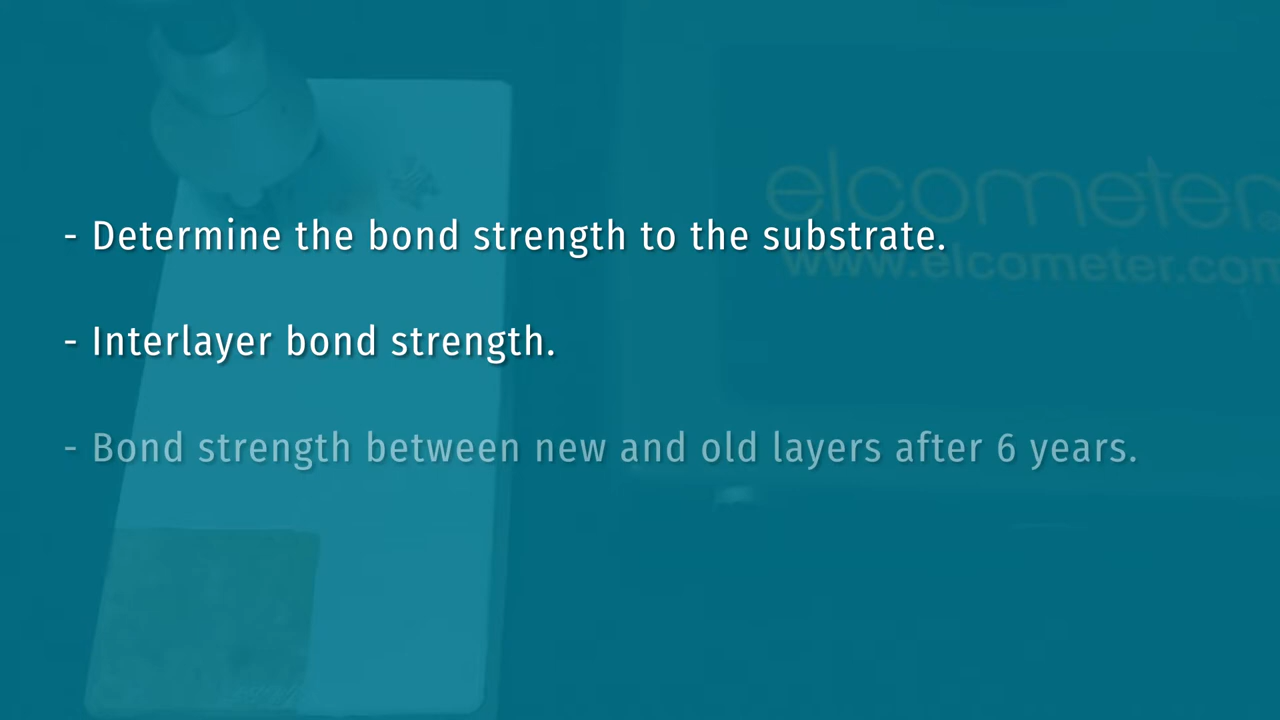 elcometer
- Determine the bond strength to the substrate.
www.elcometer.com
- Interlayer bond strength.
- Bond strength between new and old layers after 6 years.